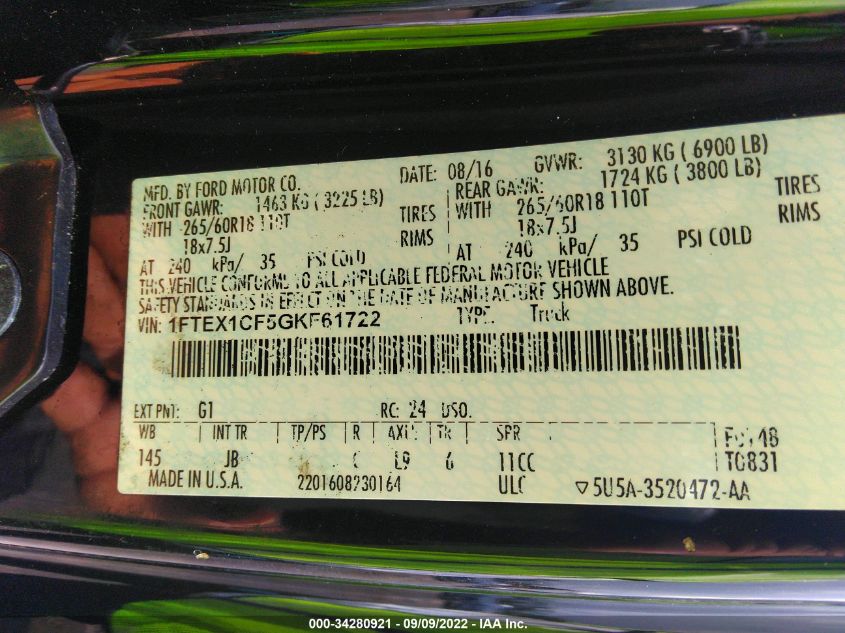 MFD. BY FORD MOTOR CO. DATE: 08/16 GVWR: 3130 KG ( 6900 LB)
FRONT GAWR: 1463 KG ( 3225 LB) REAR GAWR: 1724 KG ( 3800 LB)
WITH 265/60R18 110T TIRES WITH 265/60R18 110T TIRES
18x7.5J RIMS 18x7.5J RIMS
AT 240 kPa/ 35 PSI COLD AT 240 kPa/ 35 PSI COLD
THIS VEHICLE CONFORMS TO ALL APPLICABLE FEDERAL MOTOR VEHICLE
SAFETY STANDARDS IN EFFECT ON THE DATE OF MANUFACTURE SHOWN ABOVE.
VIN: 1FTEX1CF5GKF61722 TYPE: Truck
EXT PNT: G1 RC: 24 DSO:
WB INT TR TP/PS R AXLE TR SPR
145 JB C L9 6 11CC T0831
MADE IN U.S.A. 2201608230164 ULC ▽5U5A-3520472-AA
000-34280921 - 09/09/2022 - IAA Inc.